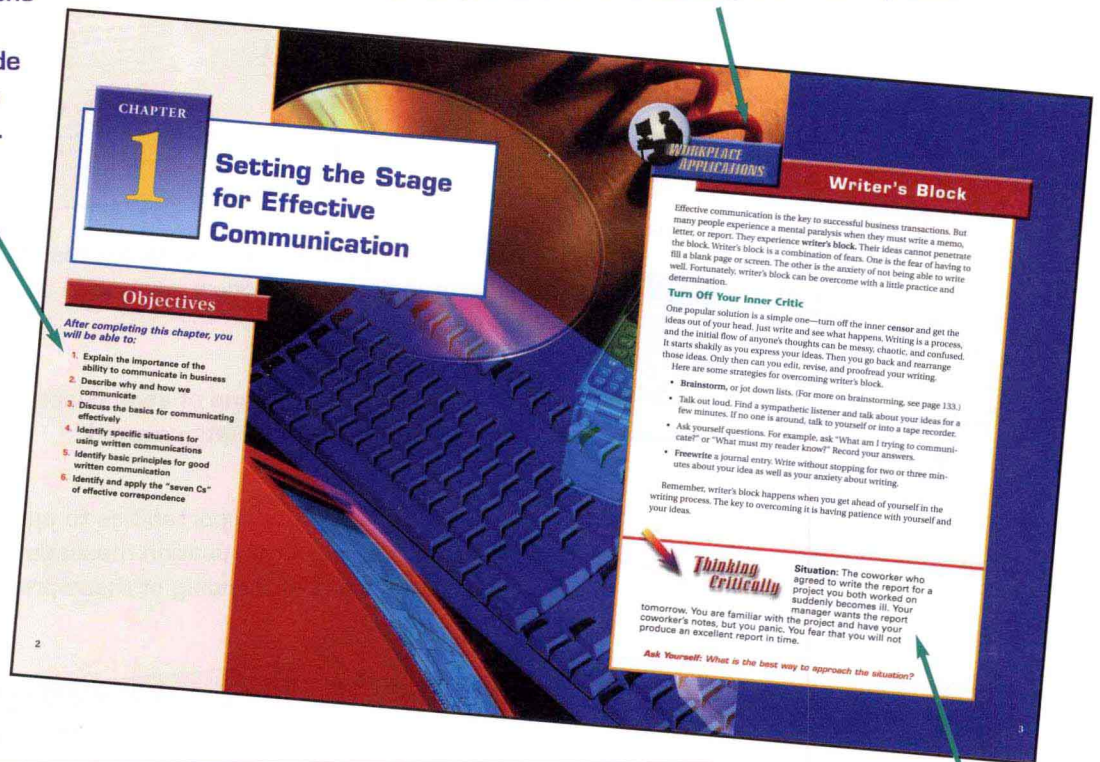 de
CHAPTER
1
Setting the Stage
for Effective
Communication
Objectives
After completing this chapter, you
will be able to:
1. Explain the importance of the
ability to communicate in business
2. Describe why and how we
communicate
3. Discuss the basics for communicating
effectively
4. Identify specific situations for
using written communications
5. Identify basic principles for good
written communication
6. Identify and apply the "seven Cs"
of effective correspondence
2
WORKPLACE
APPLICATIONS
Writer's Block
Effective communication is the key to successful business transactions. But
many people experience a mental paralysis when they must write a memo,
letter, or report. They experience writer's block. Their ideas cannot penetrate
the block. Writer's block is a combination of fears. One is the fear of having to
fill a blank page or screen. The other is the anxiety of not being able to write
well. Fortunately, writer's block can be overcome with a little practice and
determination.
Turn Off Your Inner Critic
One popular solution is a simple one—turn off the inner censor and get the
ideas out of your head. Just write and see what happens. Writing is a process,
and the initial flow of anyone's thoughts can be messy, chaotic, and confused.
It starts shakily as you express your ideas. Then you go back and rearrange
those ideas. Only then can you edit, revise, and proofread your writing.
Here are some strategies for overcoming writer's block.
• Brainstorm, or jot down lists. (For more on brainstorming, see page 133.)
• Talk out loud. Find a sympathetic listener and talk about your ideas for a
few minutes. If no one is around, talk to yourself or into a tape recorder.
• Ask yourself questions. For example, ask "What am I trying to communi-
cate?" or "What must my reader know?" Record your answers.
• Freewrite a journal entry. Write without stopping for two or three min-
utes about your idea as well as your anxiety about writing.
Remember, writer's block happens when you get ahead of yourself in the
writing process. The key to overcoming it is having patience with yourself and
your ideas.
Thinking
Critically
Situation: The coworker who
agreed to write the report for a
project you both worked on
suddenly becomes ill. Your
manager wants the report
tomorrow. You are familiar with the project and have your
coworker's notes, but you panic. You fear that you will not
produce an excellent report in time.
Ask Yourself: What is the best way to approach the situation?
3